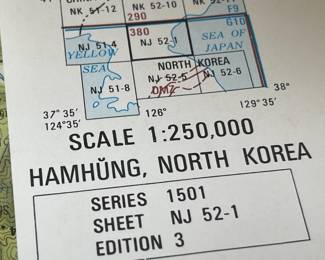 NK 51-12
NK 52-10
290
F9
380
610
NJ 51-4
NJ 52-1
SEA OF
JAPAN
YELLOW
SEA
NORTH KOREA
NJ 51-8
NJ 52-5
NJ 52-6
DMZ
38°
37° 35'
124°35'
126°
129°35'
SCALE 1:250,000
HAMHŬNG, NORTH KOREA
SERIES 1501
SHEET NJ 52-1
EDITION 3